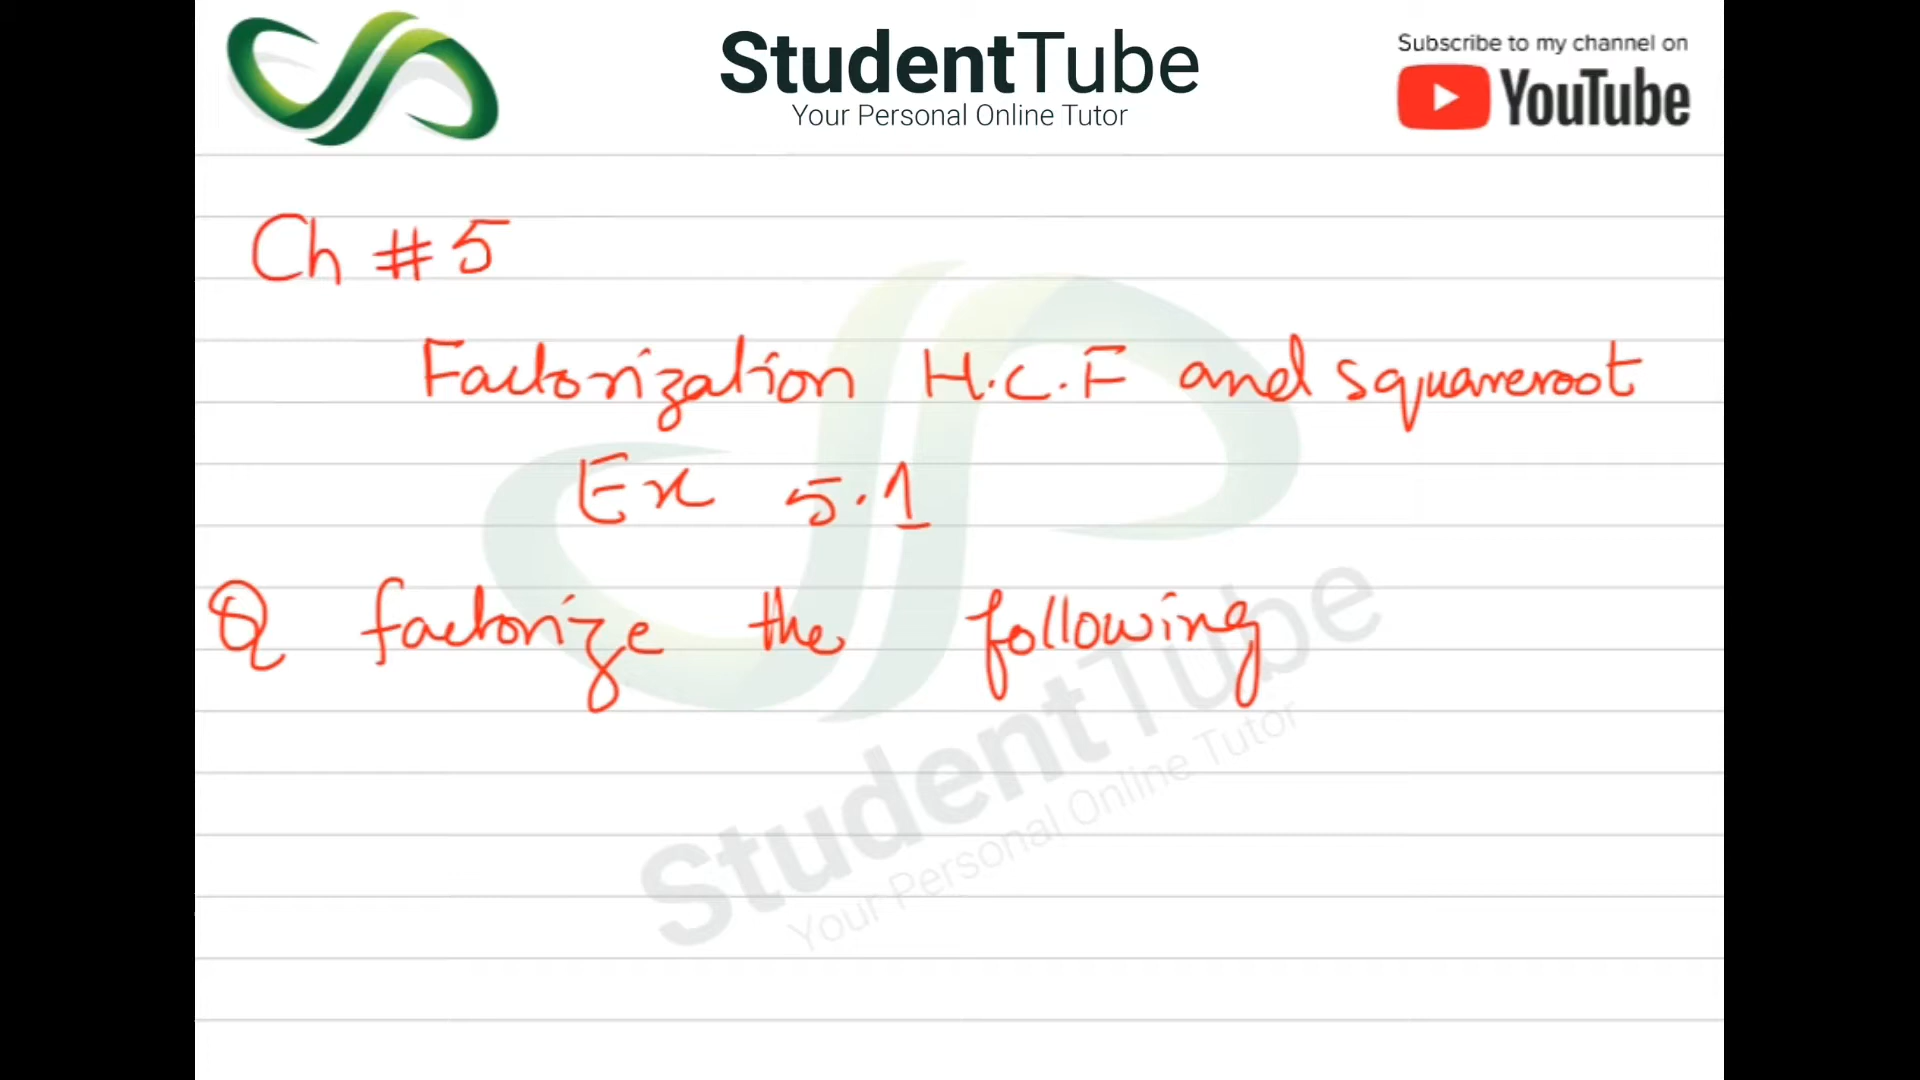 StudentTube
Your Personal Online Tutor
Subscribe to my channel on
YouTube
Ch # 5
Factorization H.C.F and squareroot
Ex 5.1
Q factorize the following
StudentTube
Your Personal Online Tutor